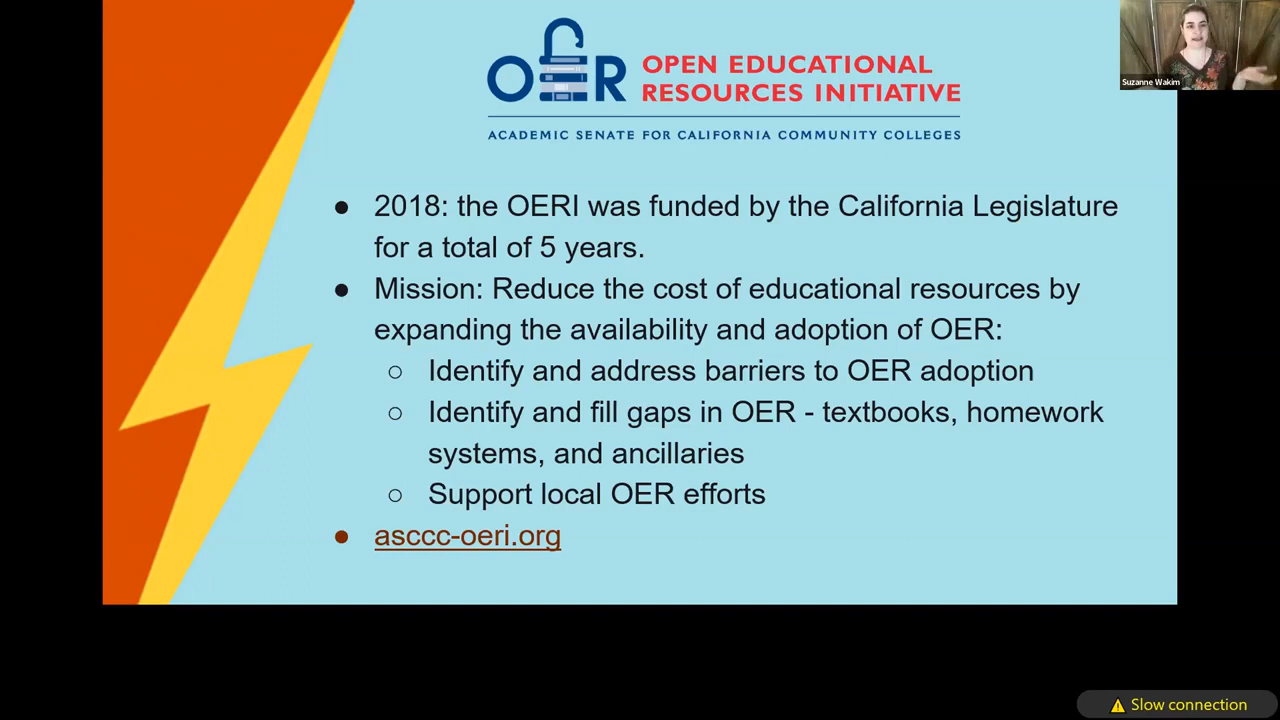 OER OPEN EDUCATIONAL
RESOURCES INITIATIVE
ACADEMIC SENATE FOR CALIFORNIA COMMUNITY COLLEGES
Suzanne Wakim
● 2018: the OERI was funded by the California Legislature
for a total of 5 years.
● Mission: Reduce the cost of educational resources by
expanding the availability and adoption of OER:
○ Identify and address barriers to OER adoption
○ Identify and fill gaps in OER - textbooks, homework
systems, and ancillaries
○ Support local OER efforts
● asccc-oeri.org
Slow connection